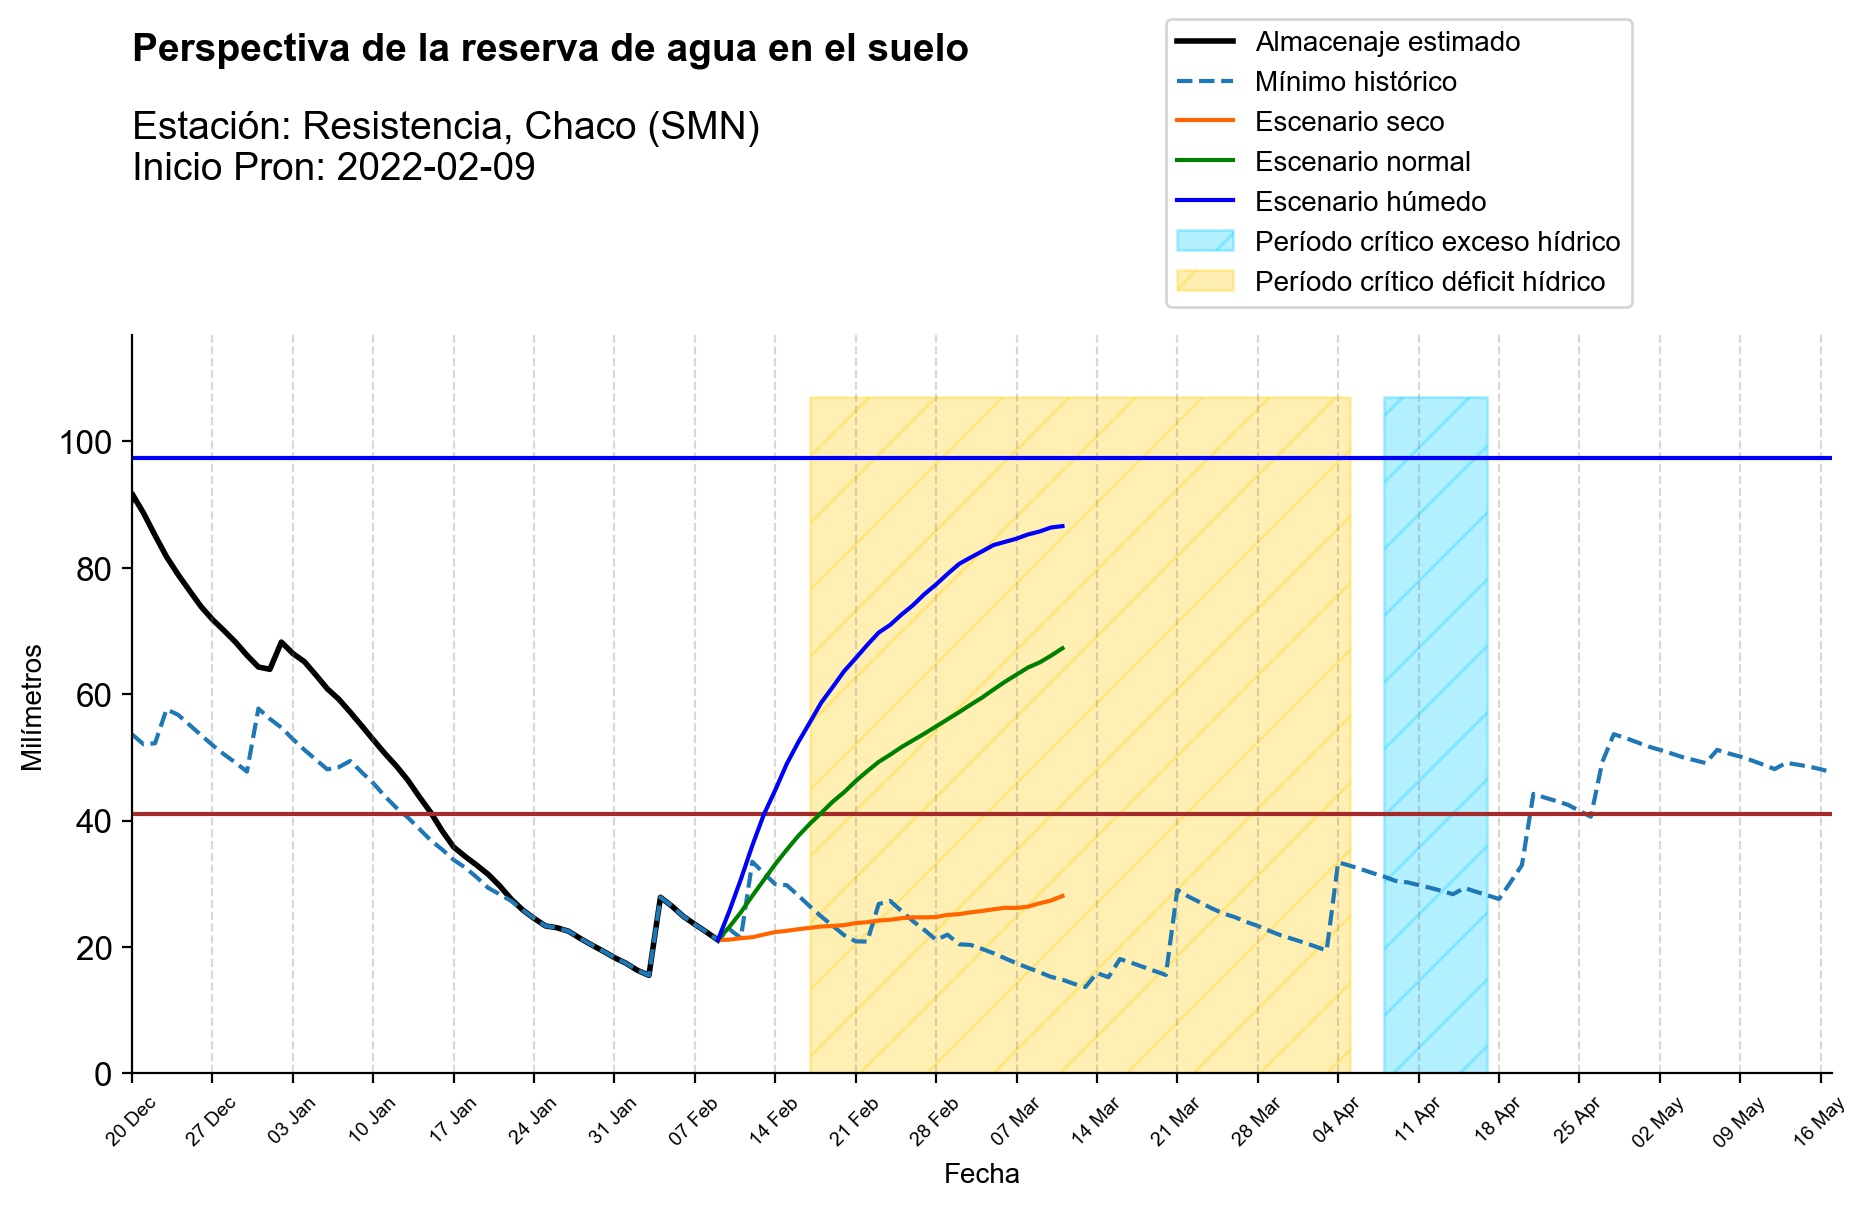 Perspectiva de la reserva de agua en el suelo
Estación: Resistencia, Chaco (SMN)
Inicio Pron: 2022-02-09
Almacenaje estimado
Mínimo histórico
Escenario seco
Escenario normal
Escenario húmedo
Período crítico exceso hídrico
Período crítico déficit hídrico
Milímetros
100
80
60
40
20
0
20 Dec
27 Dec
03 Jan
10 Jan
17 Jan
24 Jan
31 Jan
07 Feb
14 Feb
21 Feb
28 Feb
07 Mar
14 Mar
21 Mar
28 Mar
04 Apr
11 Apr
18 Apr
25 Apr
02 May
09 May
16 May
Fecha